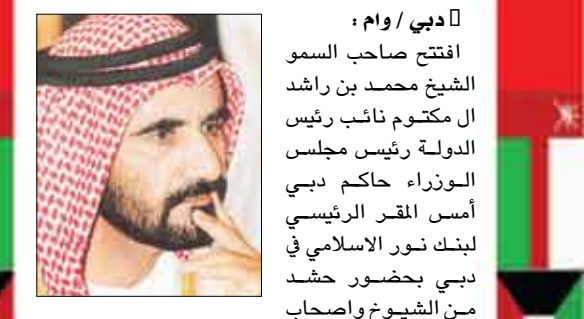 دبي / وام :
افتتح صاحب السمو
الشيخ محمد بن راشد
ال مكتوم نائب رئيس
الدولة رئيس مجلس
الوزراء حاكم دبي
أمس المقر الرئيسي
لبنك نور الاسلامي في
دبي بحضور حشد
من الشيوخ واصحاب